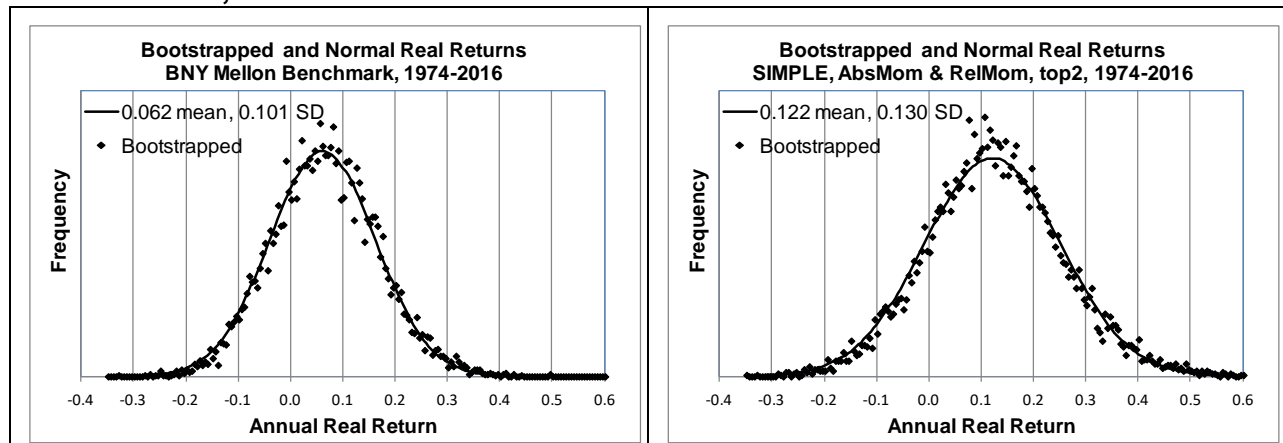 Bootstrapped and Normal Real Returns
BNY Mellon Benchmark, 1974-2016
0.062 mean, 0.101 SD
Bootstrapped
Frequency
-0.4 -0.3 -0.2 -0.1 0.0 0.1 0.2 0.3 0.4 0.5 0.6
Annual Real Return
Bootstrapped and Normal Real Returns
SIMPLE, AbsMom & RelMom, top2, 1974-2016
0.122 mean, 0.130 SD
Bootstrapped
Frequency
-0.4 -0.3 -0.2 -0.1 0.0 0.1 0.2 0.3 0.4 0.5 0.6
Annual Real Return